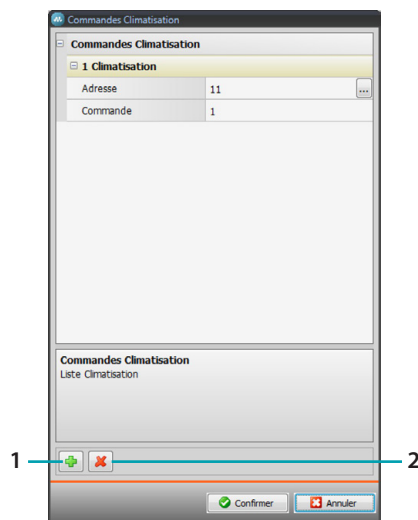 Commandes Climatisation
Commandes Climatisation
1 Climatisation
Adresse 11 ...
Commande 1
Commandes Climatisation
Liste Climatisation
1 2
Confirmer Annuler